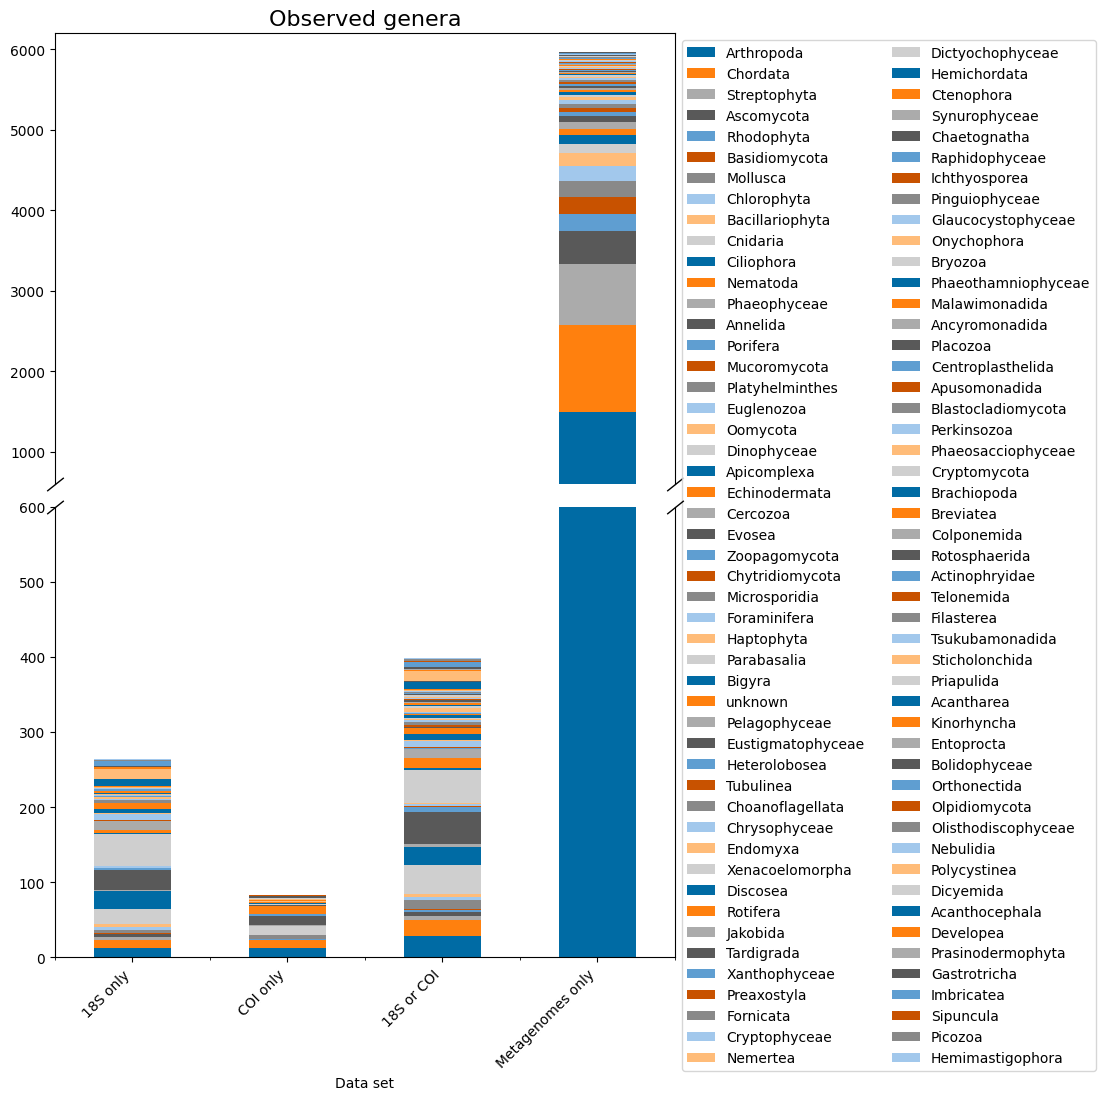 Observed genera
6000
5000
4000
3000
2000
1000
600
500
400
300
200
100
0
18S only
COI only
18S or COI
Metagenomes only
Data set
Arthropoda
Chordata
Streptophyta
Ascomycota
Rhodophyta
Basidiomycota
Mollusca
Chlorophyta
Bacillariophyta
Cnidaria
Ciliophora
Nematoda
Phaeophyceae
Annelida
Porifera
Mucoromycota
Platyhelminthes
Euglenozoa
Oomycota
Dinophyceae
Apicomplexa
Echinodermata
Cercozoa
Evosea
Zoopagomycota
Chytridiomycota
Microsporidia
Foraminifera
Haptophyta
Parabasalia
Bigyra
unknown
Pelagophyceae
Eustigmatophyceae
Heterolobosea
Tubulinea
Choanoflagellata
Chrysophyceae
Endomyxa
Xenacoelomorpha
Discosea
Rotifera
Jakobida
Tardigrada
Xanthophyceae
Preaxostyla
Fornicata
Cryptophyceae
Nemertea
Dictyochophyceae
Hemichordata
Ctenophora
Synurophyceae
Chaetognatha
Raphidophyceae
Ichthyosporea
Pinguiophyceae
Glaucocystophyceae
Onychophora
Bryozoa
Phaeothamniophyceae
Malawimonadida
Ancyromonadida
Placozoa
Centroplasthelida
Apusomonadida
Blastocladiomycota
Perkinsozoa
Phaeosacciophyceae
Cryptomycota
Brachiopoda
Breviatea
Colponemida
Rotosphaerida
Actinophryidae
Telonemida
Filasterea
Tsukubamonadida
Sticholonchida
Priapulida
Acantharea
Kinorhyncha
Entoprocta
Bolidophyceae
Orthonectida
Olpidiomycota
Olisthodiscophyceae
Nebulidia
Polycystinea
Dicyemida
Acanthocephala
Developea
Prasinodermophyta
Gastrotricha
Imbricatea
Sipuncula
Picozoa
Hemimastigophora